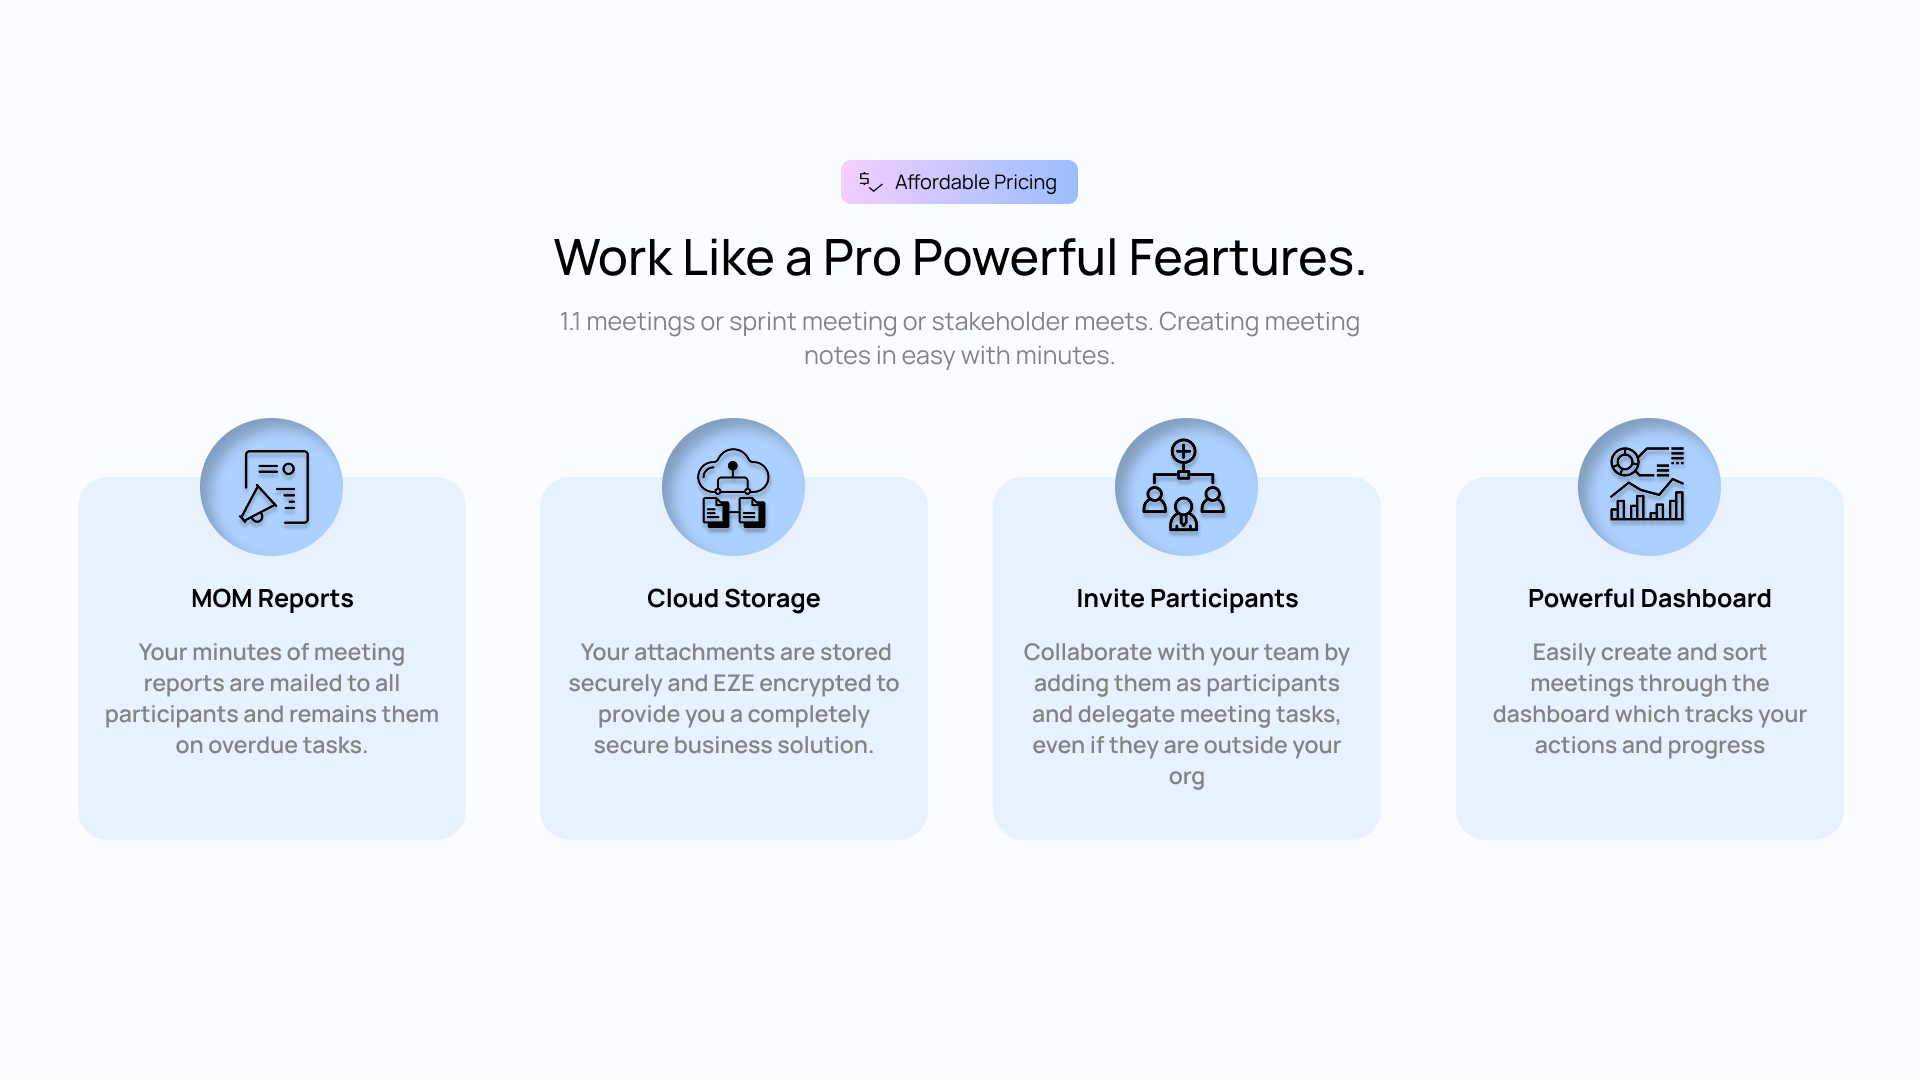 Affordable Pricing
Work Like a Pro Powerful Feartures.
1.1 meetings or sprint meeting or stakeholder meets. Creating meeting
notes in easy with minutes.
MOM Reports
Your minutes of meeting
reports are mailed to all
participants and remains them
on overdue tasks.
Cloud Storage
Your attachments are stored
securely and EZE encrypted to
provide you a completely
secure business solution.
Invite Participants
Collaborate with your team by
adding them as participants
and delegate meeting tasks,
even if they are outside your
org
Powerful Dashboard
Easily create and sort
meetings through the
dashboard which tracks your
actions and progress